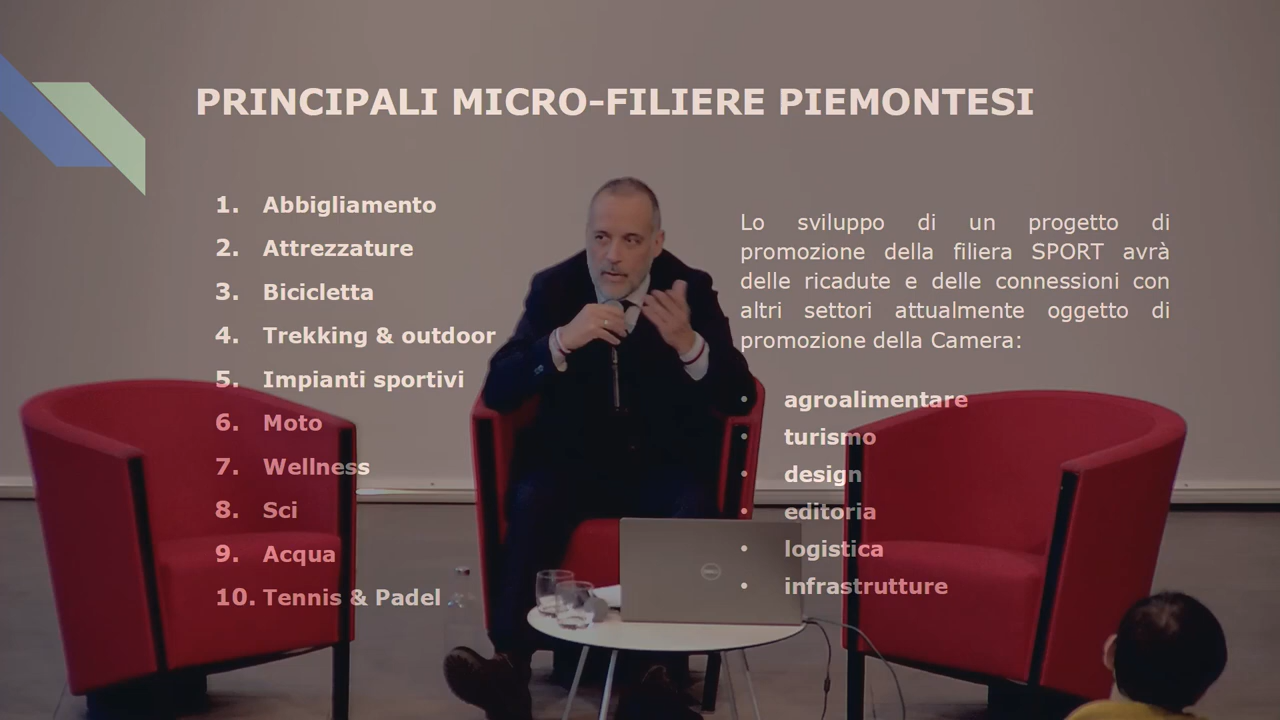 PRINCIPALI MICRO-FILIERE PIEMONTESI
1. Abbigliamento
2. Attrezzature
3. Bicicletta
4. Trekking & outdoor
5. Impianti sportivi
6. Moto
7. Wellness
8. Sci
9. Acqua
10. Tennis & Padel
Lo sviluppo di un progetto di
promozione della filiera SPORT avrà
delle ricadute e delle connessioni con
altri settori attualmente oggetto di
promozione della Camera:
• agroalimentare
• turismo
• design
• editoria
• logistica
• infrastrutture
DELL